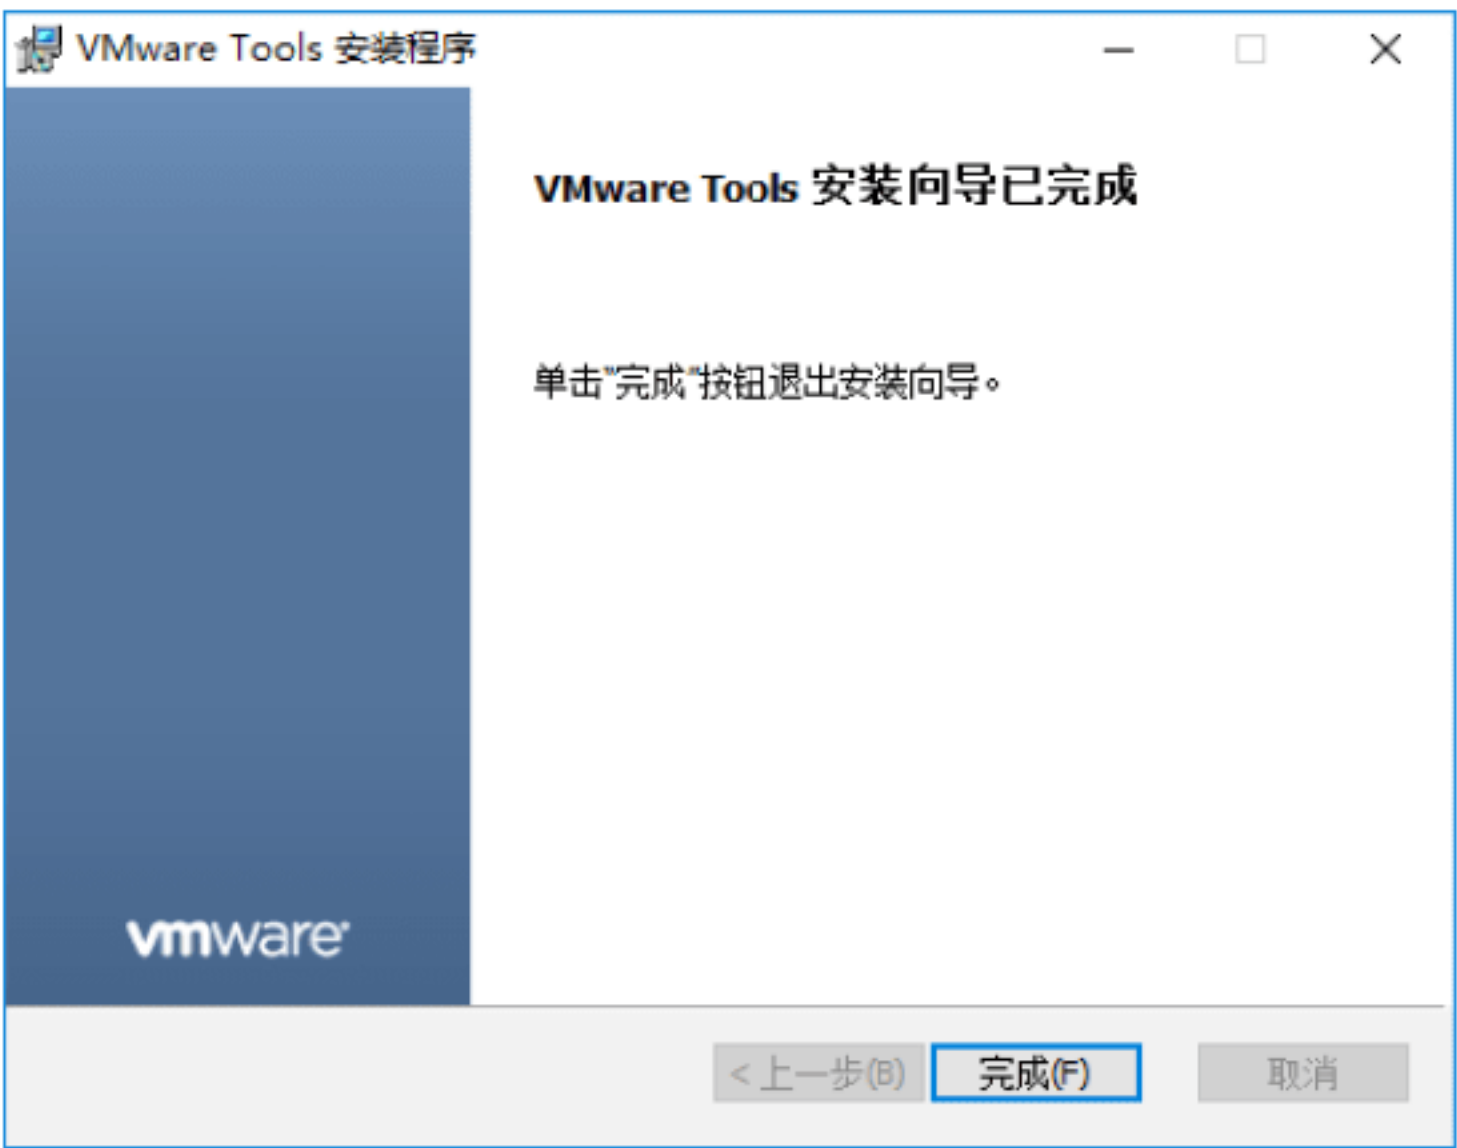 VMware Tools 安装程序
VMware Tools 安装向导已完成
单击"完成"按钮退出安装向导。
vmware
< 上一步(B) 完成(F) 取消